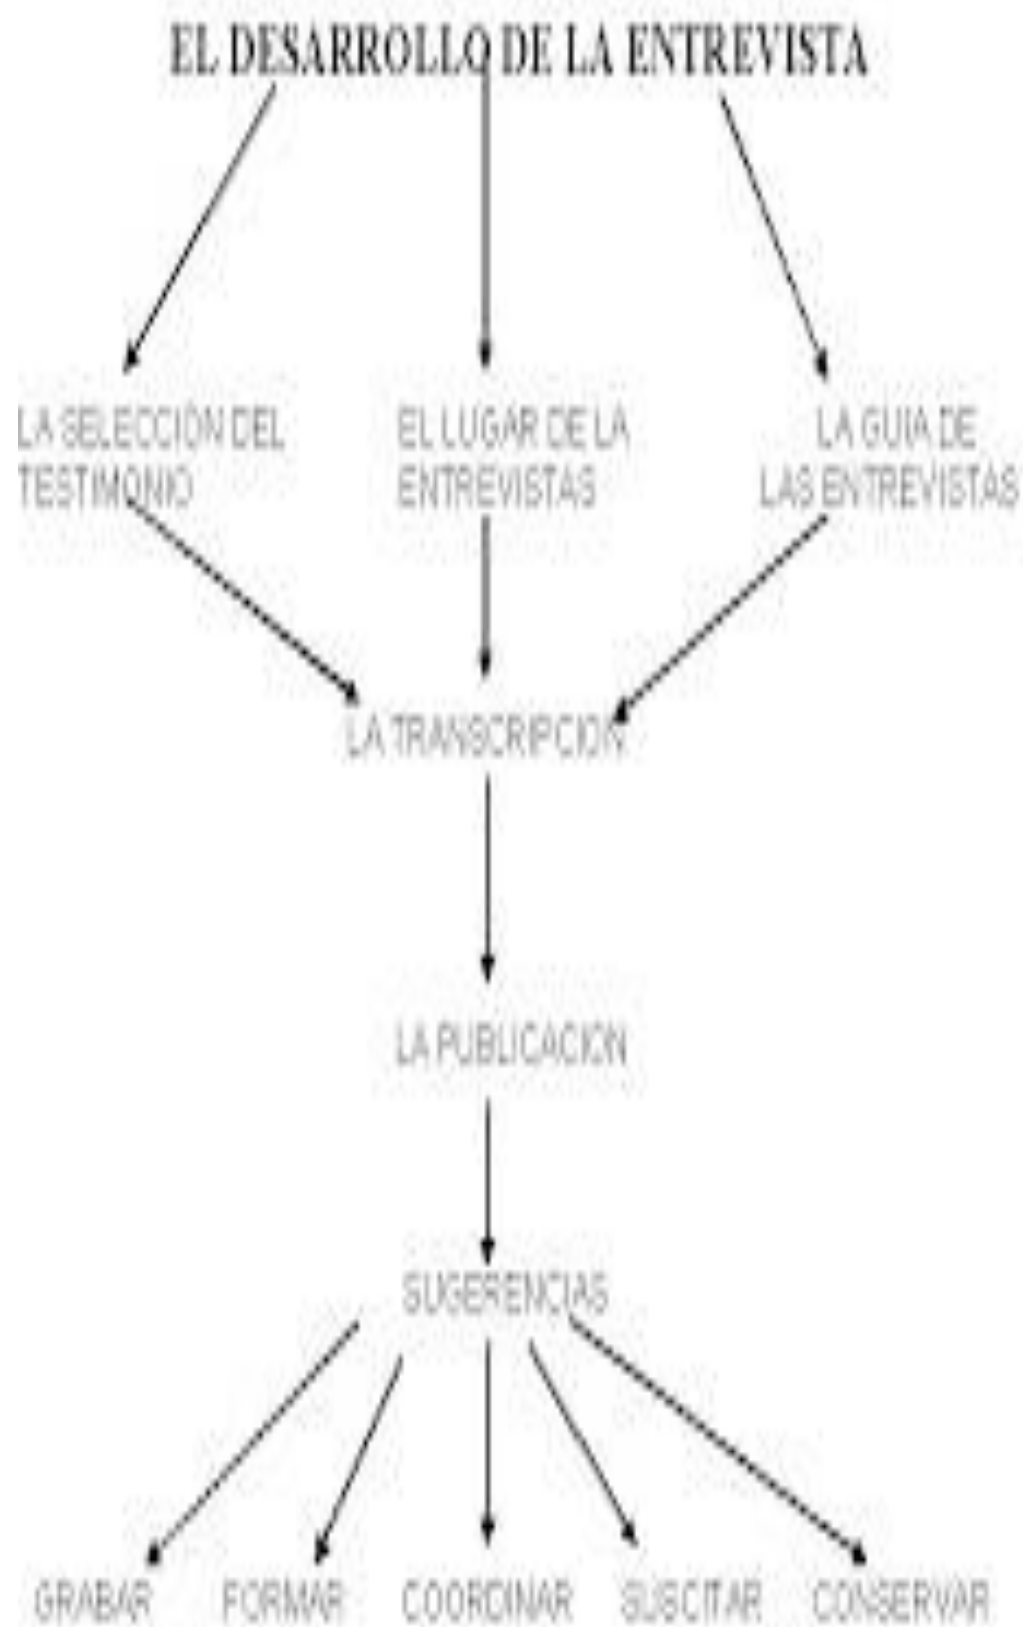 EL DESARROLLO DE LA ENTREVISTA
LA SELECCIÓN DEL
TESTIMONIO
EL LUGAR DE LA
ENTREVISTAS
LA GUIA DE
LAS ENTREVISTAS
LA TRANSCRIPCION
LA PUBLICACION
SUGERENCIAS
GRABAR FORMAR COORDINAR SUSCITAR CONSERVAR